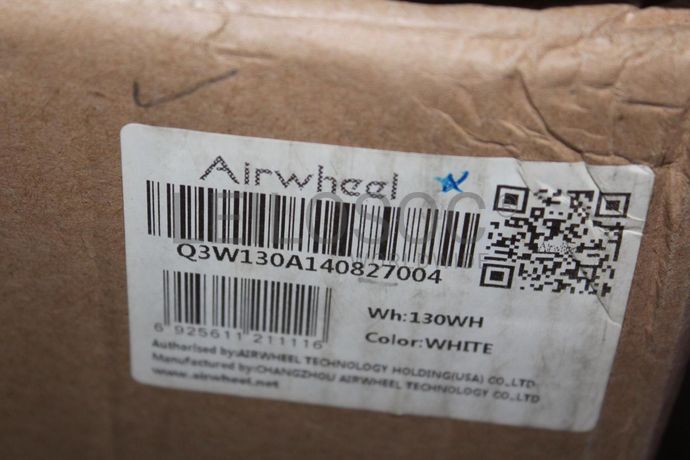 Airwheel
Q3W130A140827004
Wh:130WH
Color:WHITE
6 925611 211116
Authorised by:AIRWHEEL TECHNOLOGY HOLDING(USA) CO.,LTD
Manufactured by:CHANGZHOU AIRWHEEL TECHNOLOGY CO.,LTD
www.airwheel.net